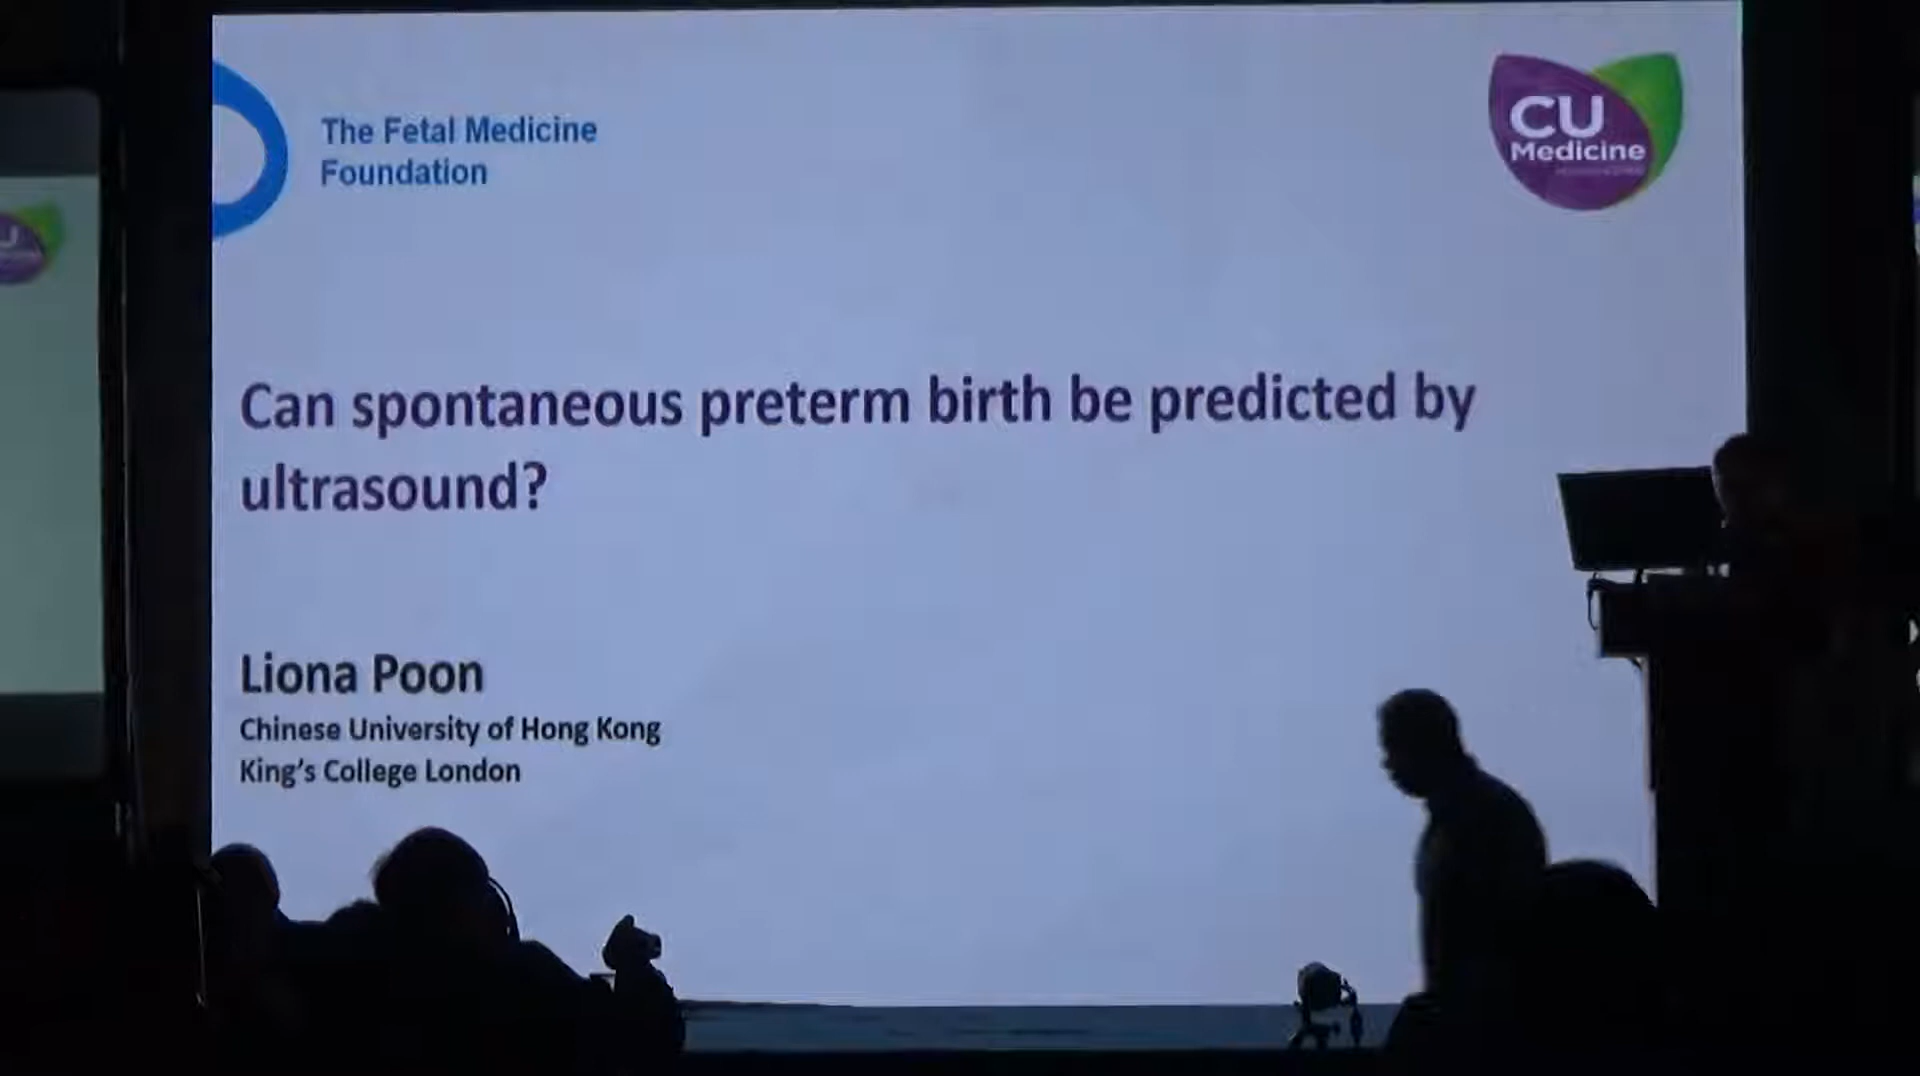 The Fetal Medicine
Foundation
CU
Medicine
Can spontaneous preterm birth be predicted by
ultrasound?
Liona Poon
Chinese University of Hong Kong
King's College London